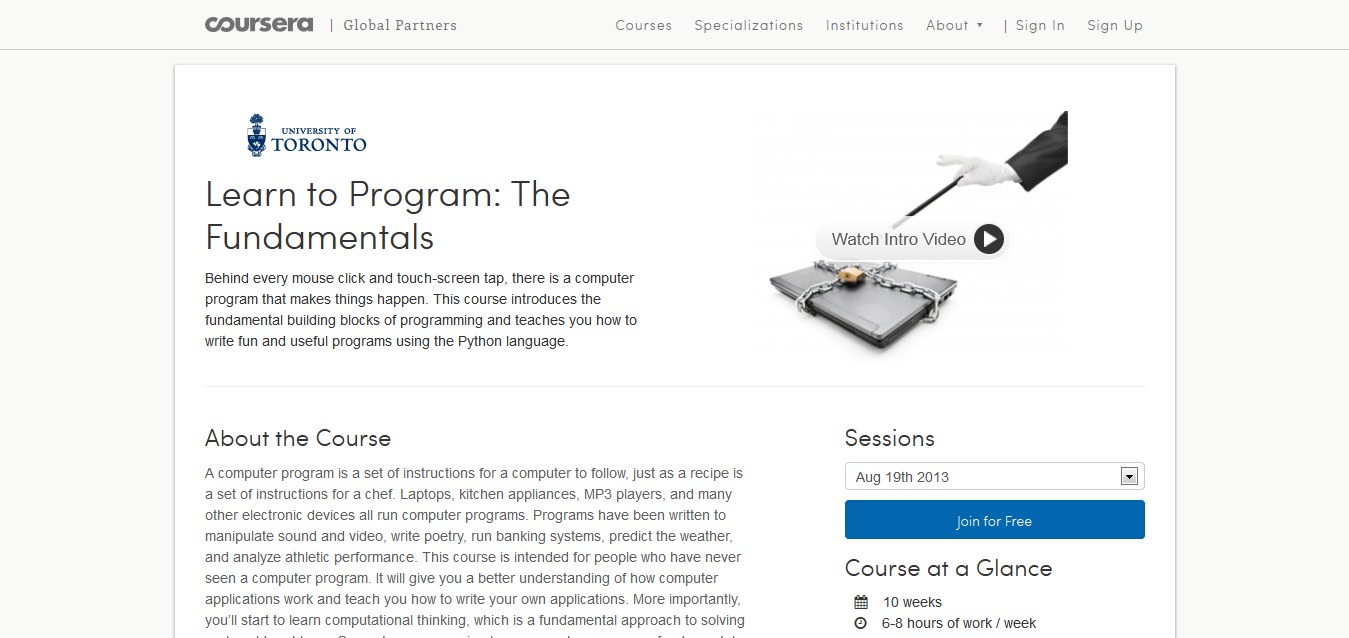 coursera | Global Partners
Courses Specializations Institutions About ▾ | Sign In Sign Up
UNIVERSITY OF
TORONTO
Learn to Program: The
Fundamentals
Behind every mouse click and touch-screen tap, there is a computer
program that makes things happen. This course introduces the
fundamental building blocks of programming and teaches you how to
write fun and useful programs using the Python language.
Watch Intro Video
About the Course
A computer program is a set of instructions for a computer to follow, just as a recipe is
a set of instructions for a chef. Laptops, kitchen appliances, MP3 players, and many
other electronic devices all run computer programs. Programs have been written to
manipulate sound and video, write poetry, run banking systems, predict the weather,
and analyze athletic performance. This course is intended for people who have never
seen a computer program. It will give you a better understanding of how computer
applications work and teach you how to write your own applications. More importantly,
you'll start to learn computational thinking, which is a fundamental approach to solving
Sessions
Aug 19th 2013
Join for Free
Course at a Glance
10 weeks
6-8 hours of work / week